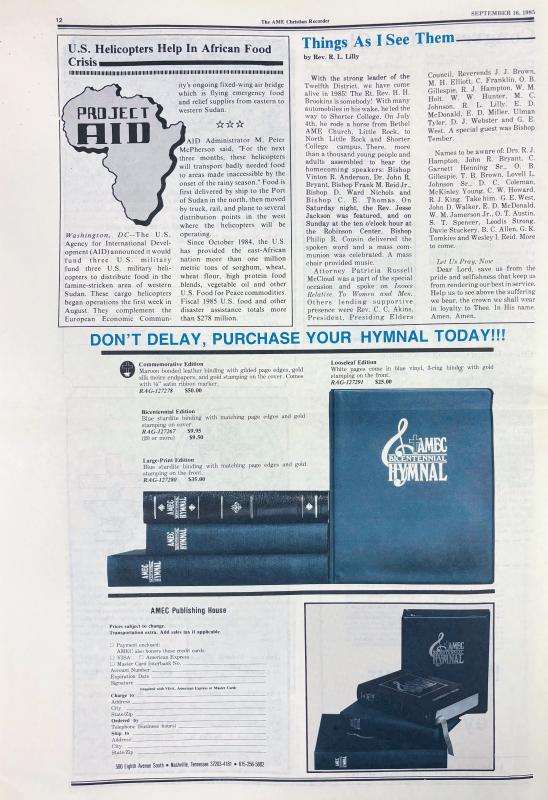 12
The AME Christian Recorder
SEPTEMBER 16, 1985
U.S. Helicopters Help In African Food
Crisis
PROJECT
AID
Washington, DC—The U.S.
Agency for International Devel-
opment (AID) announced it would
fund three U.S. military
fund three U.S. military heli-
copters to distribute food in the
famine-stricken area of western
Sudan. These cargo helicopters
began operations the first week in
August. They complement the
European Economic Commun-
ity's ongoing fixed-wing air bridge
which is flying emergency food
and relief supplies from eastern to
western Sudan.
☆☆☆
AID Administrator M. Peter
McPherson said, "For the next
three months, these helicopters
will transport badly needed food
to areas made inaccessible by the
onset of the rainy season." Food is
first delivered by ship to the Port
of Sudan in the north, then moved
by truck, rail, and plane to several
distribution points in the west
where the helicopters will be
operating.
Since October 1984, the U.S.
has provided the east-African
nation more than one million
metric tons of sorghum, wheat,
wheat flour, high protein food
blends, vegetable oil and other
U.S. Food for Peace commodities.
Fiscal 1985 U.S. food and other
disaster assistance totals more
than $278 million.
Things As I See Them
by Rev. R. L. Lilly
With the strong leader of the
Twelfth District, we have come
alive in 1985! The Rt. Rev. H. H.
Brookins is somebody! With many
automobiles in his wake, he led the
way to Shorter College. On July
4th, he rode a horse from Bethel
AME Church, Little Rock, to
North Little Rock and Shorter
College campus. There, more
than a thousand young people and
adults assembled to hear the
homecoming speakers: Bishop
Vinton R. Anderson, Dr. John R.
Bryant, Bishop Frank M. Reid Jr.,
Bishop D. Ward Nichols and
Bishop C. E. Thomas. On
Saturday night, the Rev. Jesse
Jackson was featured, and on
Sunday at the ten o'clock hour at
the Robinson Center, Bishop
Philip R. Cousin delivered the
spoken word and a mass com-
munion was celebrated. A mass
choir provided music.
Attorney Patricia Russell
McCloud was a part of the special
occasion and spoke on Issues
Relative To Women and Men.
Others lending supportive
presence were Rev. C. C. Akins,
President, Presiding Elders
Council, Reverends J. J. Brown,
M. H. Elliott, C. Franklin, O. B.
Gillespie, R. J. Hampton, W. M.
Holt, W. W. Hunter, M. C.
Johnson, R. L. Lilly, E. D.
McDonald, E. D. Miller, Ulman
Tyler, D. J. Webster and G. E.
West. A special guest was Bishop
Tember.
Names to be aware of: Drs. R. J.
Hampton, John R. Bryant, C.
Garnett Henning Sr., O. B.
Gillespie, T. B. Brown, Lovell L.
Johnson Sr., D. C. Coleman,
McKinley Young, C. W. Howard,
R. J. King. Take him, G. E. West,
John D. Walker, E. D. McDonald,
W. M. Jamerson Jr., O. T. Austin,
S. T. Spencer, Loodis Strong,
Davie Stuckery, B. C. Allen, G. K.
Tomkies and Wesley I. Reid. More
to come.
Let Us Pray, Now
Dear Lord, save us from the
pride and selfishness that keep us
from rendering our best in service.
Help us to see above the suffering
we bear, the crown we shall wear
in loyalty to Thee. In His name.
Amen. Amen.
DON'T DELAY, PURCHASE YOUR HYMNAL TODAY!!!
Commemorative Edition
Maroon bonded leather binding with gilded page edges, gold
silk moire endpapers, and gold stamping on the cover. Comes
with ¼" satin ribbon marker.
RAG-127278 $50.00
Bicentennial Edition
Blue sturdite binding with matching page edges and gold
stamping on cover.
RAG-127267 $9.95
(20 or more) $9.50
Large-Print Edition
Blue sturdite binding with matching page edges and gold
stamping on the front.
RAG-127280 $35.00
Looseleaf Edition
White pages come in blue vinyl, 3-ring binder with gold
stamping on the front.
RAG-127291 $25.00
AMEC
BICENTENNIAL
HYMNAL
AMEC
BICENTENNIAL
HYMNAL
AMEC
BICENTENNIAL
HYMNAL
AMEC
HYMNAL
AMEC Publishing House
Prices subject to change.
Transportation extra. Add sales tax if applicable.
□ Payment enclosed:
AMEC also honors these credit cards:
□ VISA □ American Express
□ Master Card Interbank No.
Account Number
Expiration Date
Signature
Charge to
Address
City
State/Zip
Ordered by
Telephone (business hours)
Ship to
Address
City
State/Zip
500 Eighth Avenue South • Nashville, Tennessee 37203-4181 • 615-256-5882
AMEC
BICENTENNIAL
HYMNAL